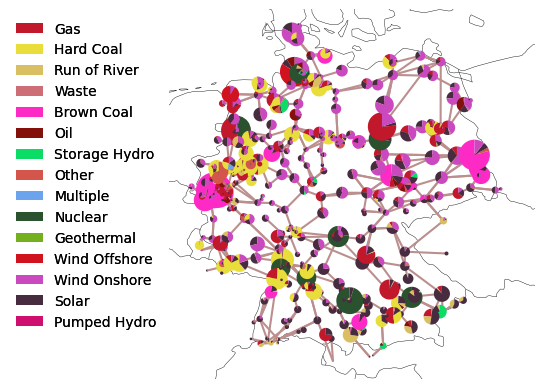 Gas
Hard Coal
Run of River
Waste
Brown Coal
Oil
Storage Hydro
Other
Multiple
Nuclear
Geothermal
Wind Offshore
Wind Onshore
Solar
Pumped Hydro